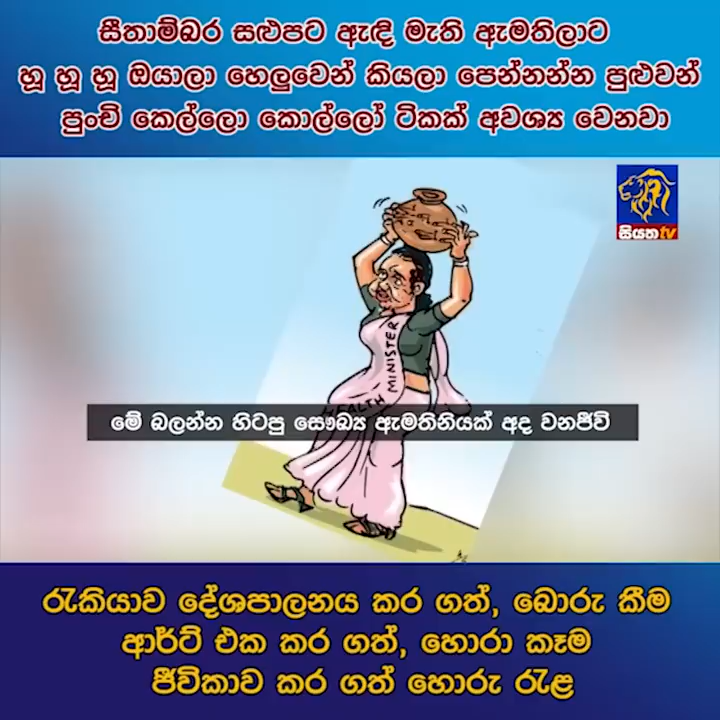 සීතාම්බර සළුපට ඇඳි මැති ඇමතිලාට
හූ හූ හූ ඔයාලා හෙලුවෙන් කියලා පෙන්නන්න පුළුවන්
පුංචි කෙල්ලො කොල්ලෝ ටිකක් අවශ්‍ය වෙනවා
සියත tv
HEALTH MINISTER
මේ බලන්න හිටපු සෞඛ්‍ය ඇමතිනියක් අද වනජීවි
රැකියාව දේශපාලනය කර ගත්, බොරු කීම
ආර්ට් එක කර ගත්, හොරා කෑම
ජීවිකාව කර ගත් හොරු රැළ